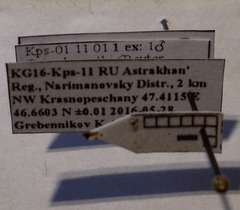 Kps-01 11 01 1 ex: 1♂
KG16-Kps-11 RU Astrakhan'
Reg., Narimanovsky Distr., 2 km
NW Krasnopeschany 47.4115°E
46.6603 N ±0.01 2016-05-28
Grebennikov K